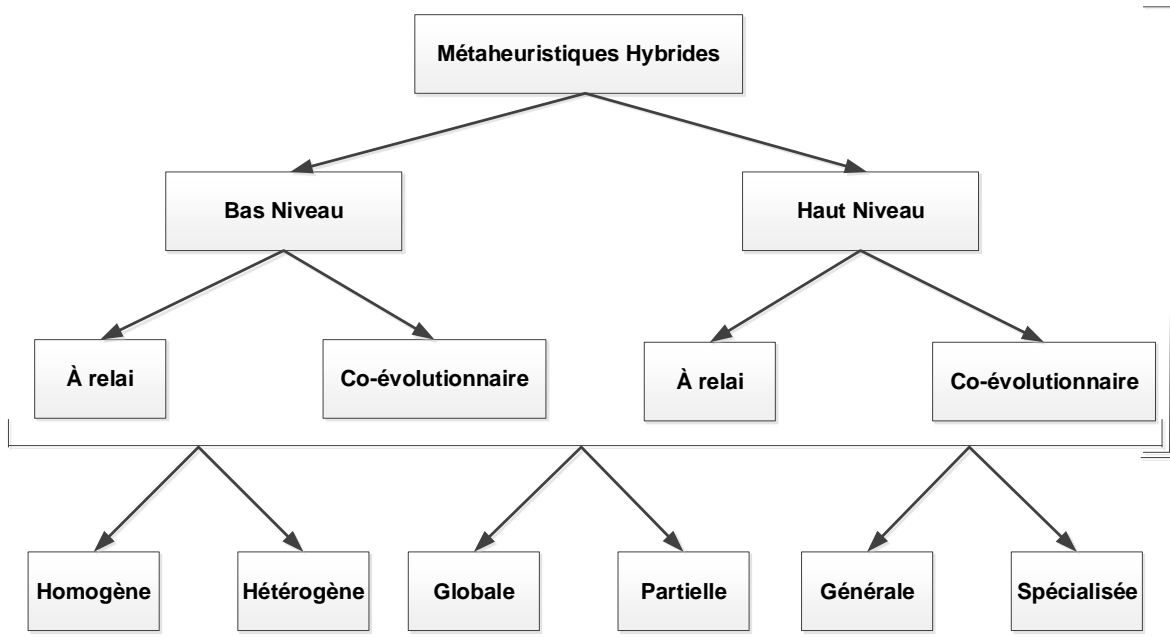 Métaheuristiques Hybrides
Bas Niveau
Haut Niveau
À relai
Co-évolutionnaire
À relai
Co-évolutionnaire
Homogène
Hétérogène
Globale
Partielle
Générale
Spécialisée